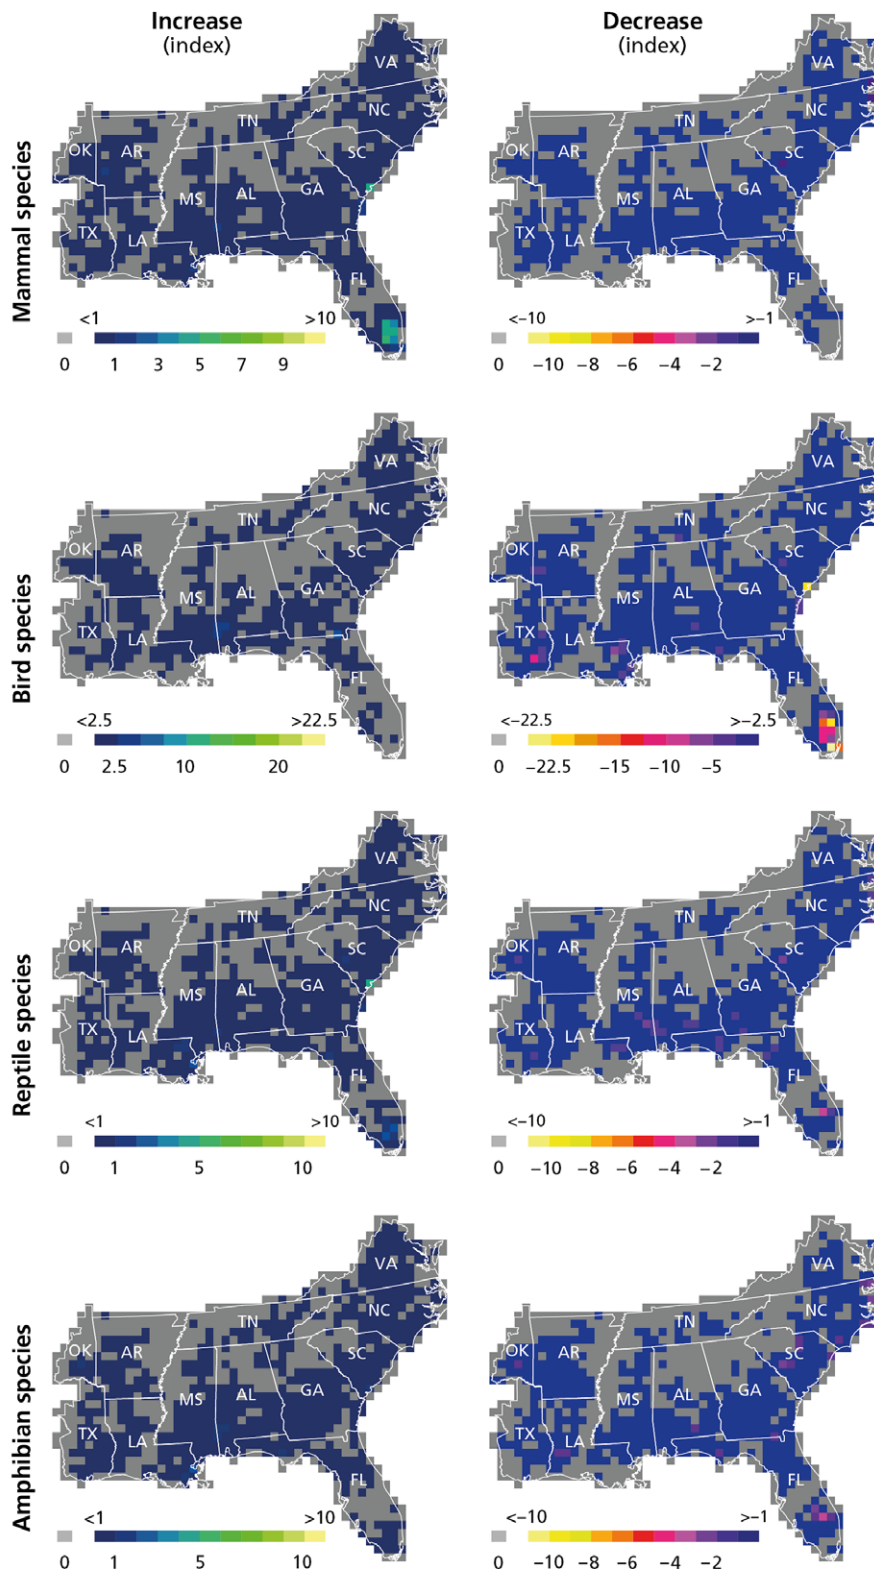 Increase
(index)
Decrease
(index)
Mammal species
VA
NC
TN
SC
OK
AR
GA
AL
MS
TX
LA
FL
<1 >10
0 1 3 5 7 9
VA
NC
TN
SC
OK
AR
GA
AL
MS
TX
LA
FL
<−10 >−1
0 −10 −8 −6 −4 −2
Bird species
VA
NC
TN
SC
OK
AR
GA
AL
MS
TX
LA
FL
<2.5 >22.5
0 2.5 10 20
VA
NC
TN
SC
OK
AR
GA
AL
MS
TX
LA
FL
<−22.5 >−2.5
0 −22.5 −15 −10 −5
Reptile species
VA
NC
TN
SC
OK
AR
GA
AL
MS
TX
LA
FL
<1 >10
0 1 5 10
VA
NC
TN
SC
OK
AR
GA
AL
MS
TX
LA
FL
<−10 >−1
0 −10 −8 −6 −4 −2
Amphibian species
VA
NC
TN
SC
OK
AR
GA
AL
MS
TX
LA
FL
<1 >10
0 1 5 10
VA
NC
TN
SC
OK
AR
GA
AL
MS
TX
LA
FL
<−10 >−1
0 −10 −8 −6 −4 −2